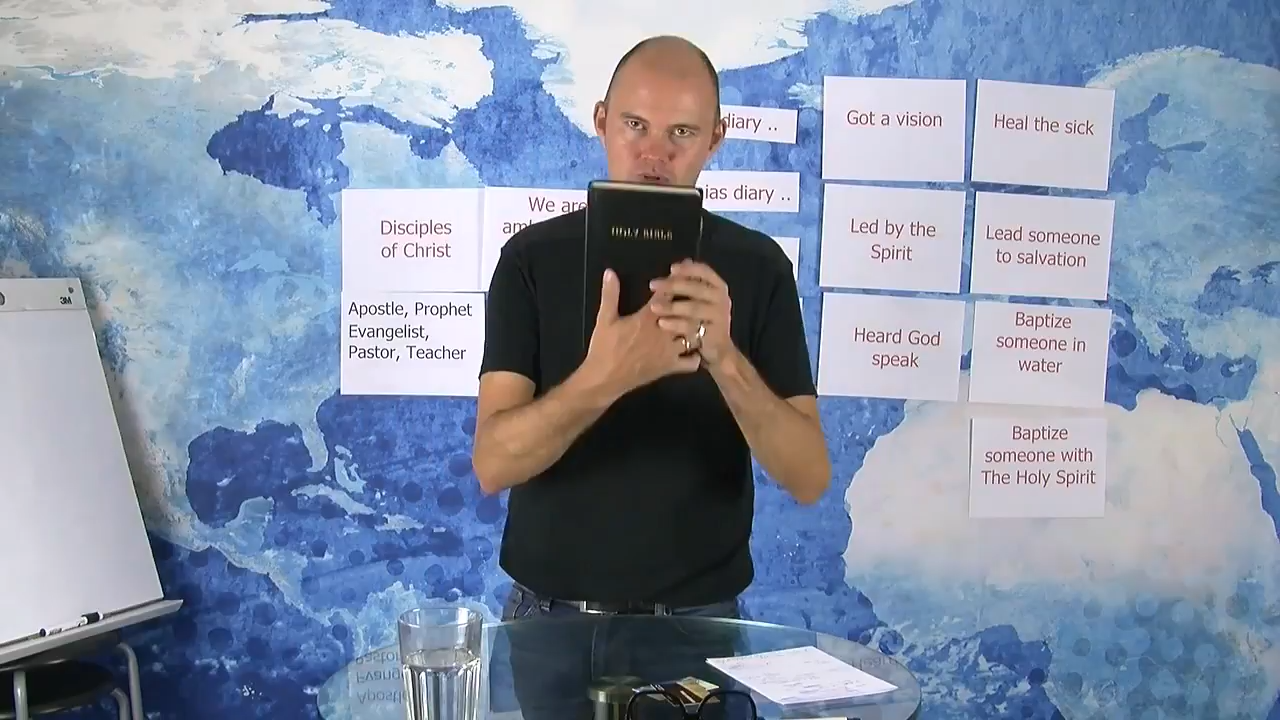 3M
Disciples
of Christ
We are
Apostle, Prophet
Evangelist,
Pastor, Teacher
HOLY BIBLE
diary ..
ias diary ..
Got a vision
Led by the
Spirit
Heard God
speak
Heal the sick
Lead someone
to salvation
Baptize
someone in
water
Baptize
someone with
The Holy Spirit